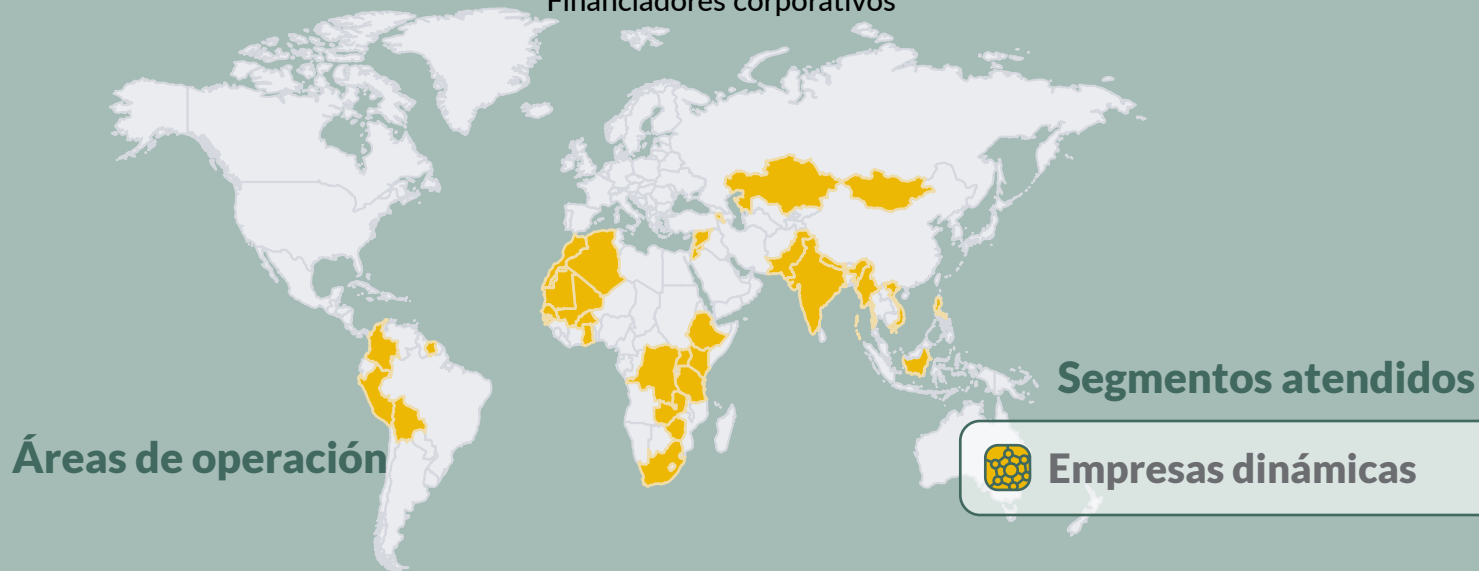 Financiadores corporativos
Segmentos atendidos
Áreas de operación
Empresas dinámicas